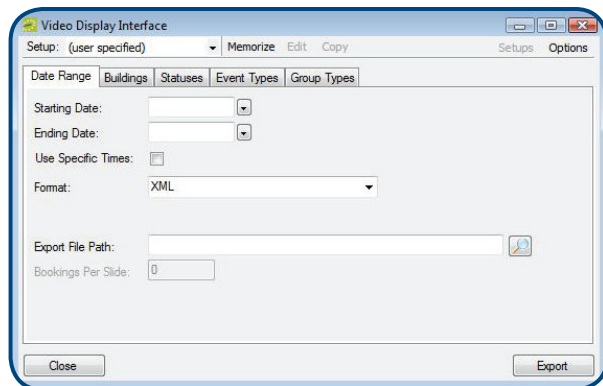 Video Display Interface
Setup: (user specified) Memorize Edit Copy Setups Options
Date Range Buildings Statuses Event Types Group Types
Starting Date:
Ending Date:
Use Specific Times:
Format: XML
Export File Path:
Bookings Per Slide: 0
Close Export